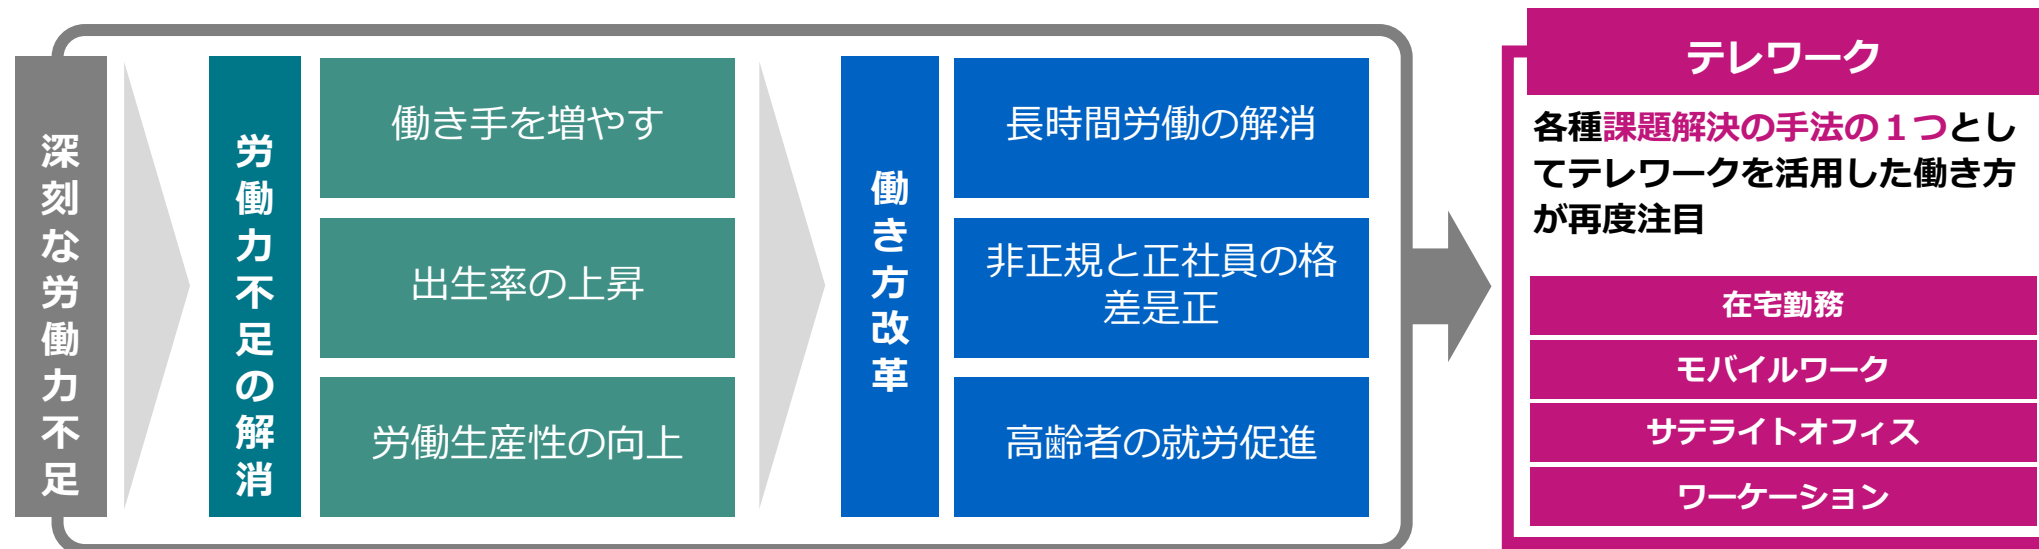 深刻な労働力不足
労働力不足の解消
働き手を増やす
出生率の上昇
労働生産性の向上
働き方改革
長時間労働の解消
非正規と正社員の格
差是正
高齢者の就労促進
テレワーク
各種課題解決の手法の１つとし
てテレワークを活用した働き方
が再度注目
在宅勤務
モバイルワーク
サテライトオフィス
ワーケーション